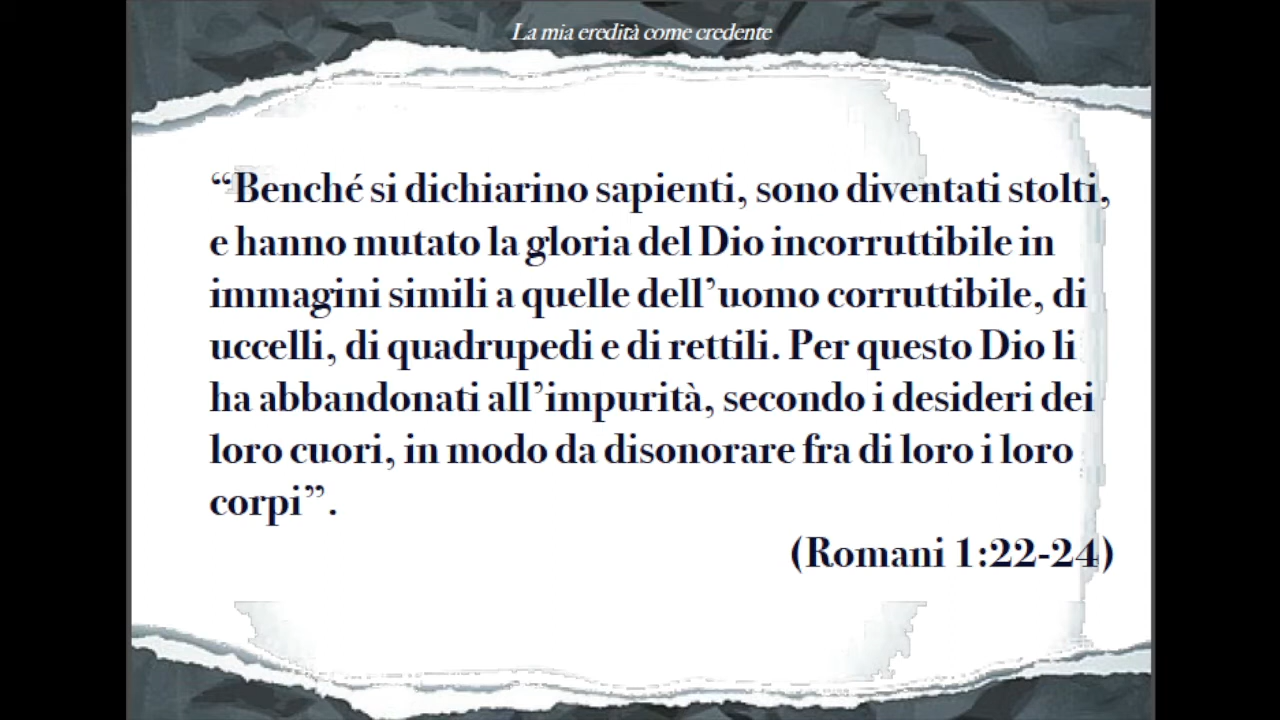 La mia eredità come credente
“Benché si dichiarino sapienti, sono diventati stolti,
e hanno mutato la gloria del Dio incorruttibile in
immagini simili a quelle dell’uomo corruttibile, di
uccelli, di quadrupedi e di rettili. Per questo Dio li
ha abbandonati all’impurità, secondo i desideri dei
loro cuori, in modo da disonorare fra di loro i loro
corpi”.
(Romani 1:22-24)